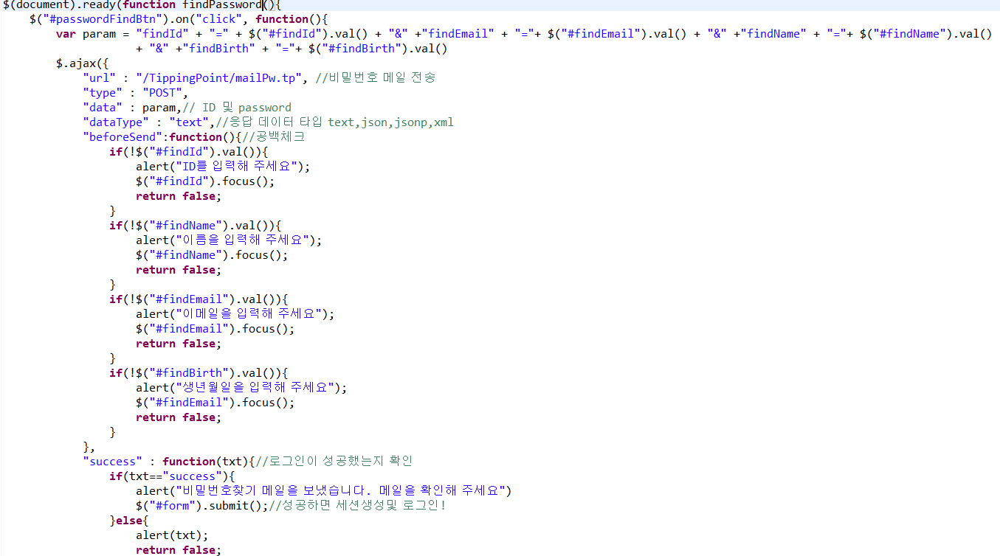 $(document).ready(function findPassword(){
    $("#passwordFindBtn").on("click", function(){
        var param = "findId" + "=" + $("#findId").val() + "&" +"findEmail" + "="+ $("#findEmail").val() + "&" +"findName" + "="+ $("#findName").val()
                    + "&" +"findBirth" + "="+ $("#findBirth").val()
        $.ajax({
            "url" : "/TippingPoint/mailPw.tp", //비밀번호 메일 전송
            "type" : "POST",
            "data" : param,// ID 및 password
            "dataType" : "text",//응답 데이터 타입 text,json,jsonp,xml
            "beforeSend":function(){//공백체크
                if(!$("#findId").val()){
                    alert("ID를 입력해 주세요");
                    $("#findId").focus();
                    return false;
                }
                if(!$("#findName").val()){
                    alert("이름을 입력해 주세요");
                    $("#findName").focus();
                    return false;
                }
                if(!$("#findEmail").val()){
                    alert("이메일을 입력해 주세요");
                    $("#findEmail").focus();
                    return false;
                }
                if(!$("#findBirth").val()){
                    alert("생년월일을 입력해 주세요");
                    $("#findEmail").focus();
                    return false;
                }
            },
            "success" : function(txt){//로그인이 성공했는지 확인
                if(txt=="success"){
                    alert("비밀번호찾기 메일을 보냈습니다. 메일을 확인해 주세요")
                    $("#form").submit();//성공하면 세션생성및 로그인!
                }else{
                    alert(txt);
                    return false;